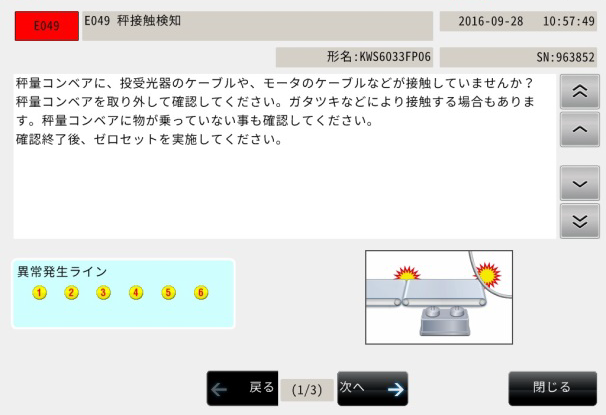 E049
E049 秤接触検知
2016-09-28 10:57:49
形名:KWS6033FP06
SN:963852
秤量コンベアに、投受光器のケーブルや、モータのケーブルなどが接触していませんか？
秤量コンベアを取り外して確認してください。ガタツキなどにより接触する場合もありま
す。秤量コンベアに物が乗っていない事も確認してください。
確認終了後、ゼロセットを実施してください。
異常発生ライン
1 2 3 4 5 6
戻る (1/3) 次へ 閉じる